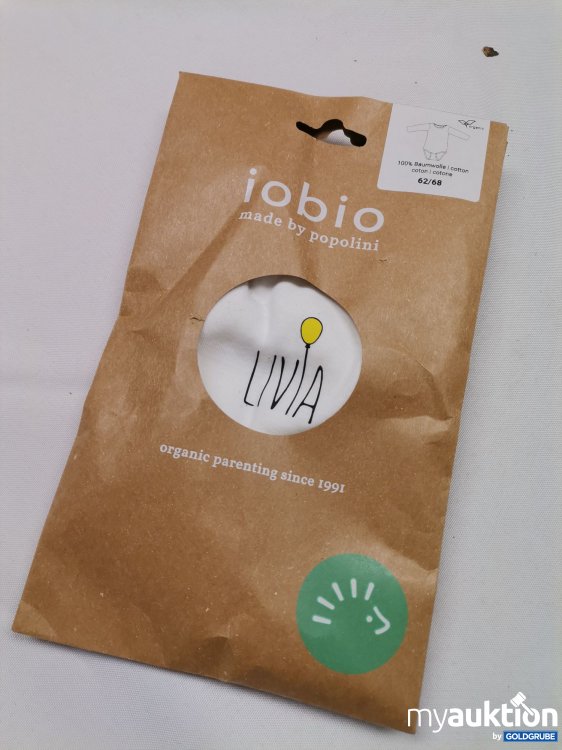 organic
100% Baumwolle | cotton
coton | cotone
62/68
iobio
made by popolini
LIVIA
organic parenting since 1991
myauktion
by GOLDGRUBE